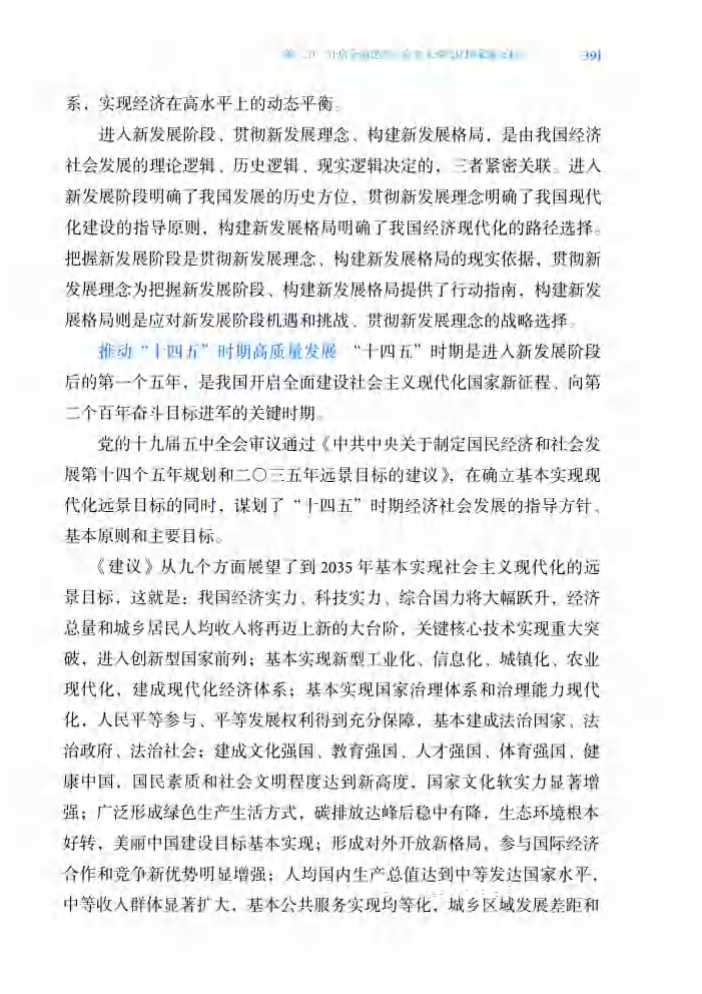 391
系，实现经济在高水平上的动态平衡。
进入新发展阶段、贯彻新发展理念、构建新发展格局，是由我国经济
社会发展的理论逻辑、历史逻辑、现实逻辑决定的，三者紧密关联。进入
新发展阶段明确了我国发展的历史方位，贯彻新发展理念明确了我国现代
化建设的指导原则，构建新发展格局明确了我国经济现代化的路径选择。
把握新发展阶段是贯彻新发展理念、构建新发展格局的现实依据，贯彻新
发展理念为把握新发展阶段、构建新发展格局提供了行动指南，构建新发
展格局则是应对新发展阶段机遇和挑战、贯彻新发展理念的战略选择。
推动“十四五”时期高质量发展 “十四五”时期是进入新发展阶段
后的第一个五年，是我国开启全面建设社会主义现代化国家新征程、向第
二个百年奋斗目标进军的关键时期。
党的十九届五中全会审议通过《中共中央关于制定国民经济和社会发
展第十四个五年规划和二〇三五年远景目标的建议》，在确立基本实现现
代化远景目标的同时，谋划了“十四五”时期经济社会发展的指导方针、
基本原则和主要目标。
《建议》从九个方面展望了到2035年基本实现社会主义现代化的远
景目标，这就是：我国经济实力、科技实力、综合国力将大幅跃升，经济
总量和城乡居民人均收入将再迈上新的大台阶，关键核心技术实现重大突
破，进入创新型国家前列；基本实现新型工业化、信息化、城镇化、农业
现代化，建成现代化经济体系；基本实现国家治理体系和治理能力现代
化，人民平等参与、平等发展权利得到充分保障，基本建成法治国家、法
治政府、法治社会；建成文化强国、教育强国、人才强国、体育强国、健
康中国，国民素质和社会文明程度达到新高度，国家文化软实力显著增
强；广泛形成绿色生产生活方式，碳排放达峰后稳中有降，生态环境根本
好转，美丽中国建设目标基本实现；形成对外开放新格局，参与国际经济
合作和竞争新优势明显增强；人均国内生产总值达到中等发达国家水平，
中等收入群体显著扩大，基本公共服务实现均等化，城乡区域发展差距和